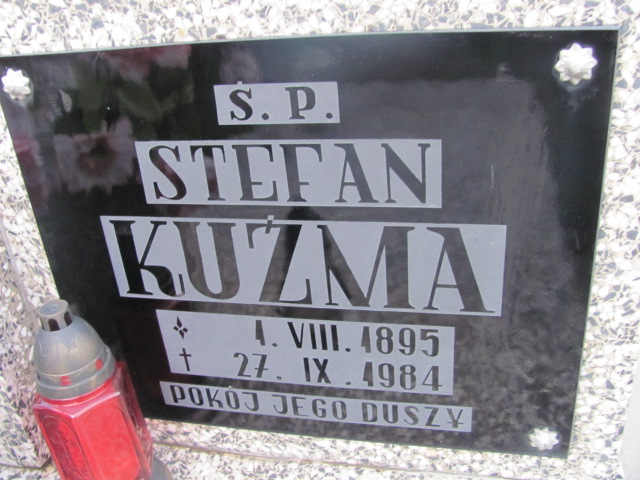 Ś. P.
STEFAN
KUŹMA
1. VIII. 1895
† 27. IX. 1984
POKÓJ JEGO DUSZY